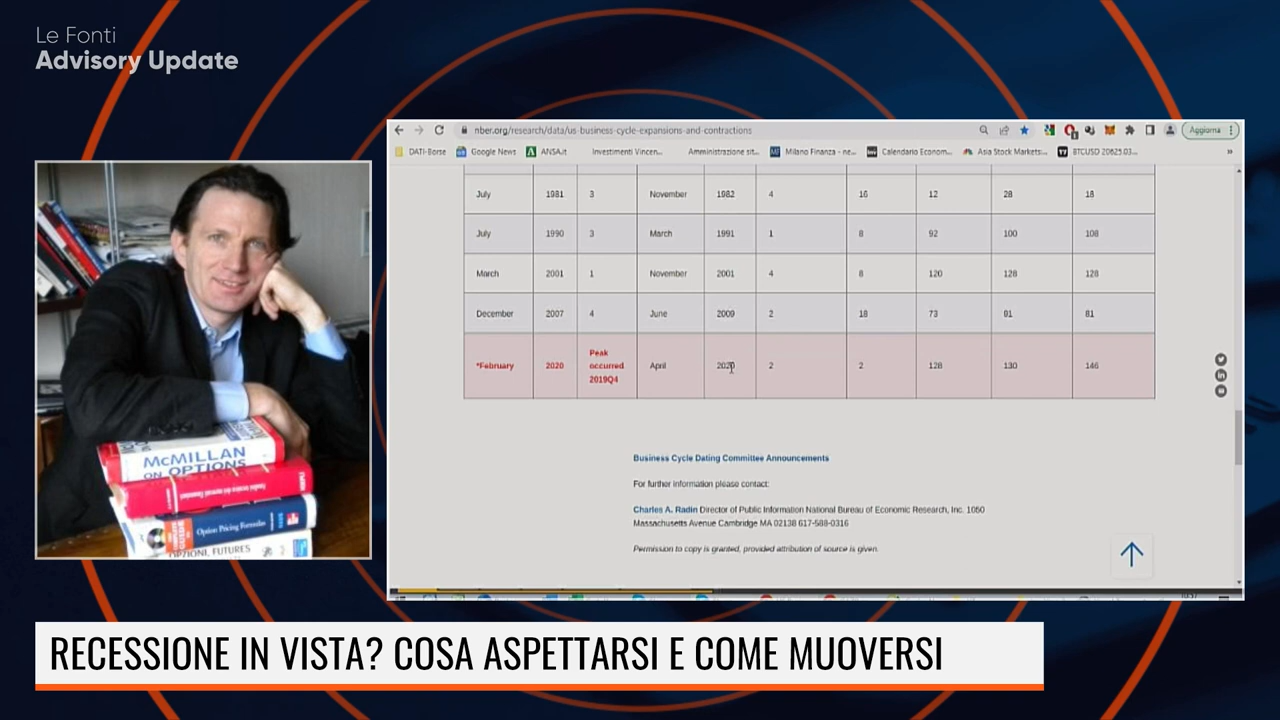 Le Fonti
Advisory Update
nber.org/research/data/us-business-cycle-expansions-and-contractions
Aggiorna
DATI-Borse Google News ANSA.it Investimenti Vincen... Amministrazione sit... Milano Finanza - ne... Calendario Econom... Asia Stock Markets:... BTCUSD 20625.03... »
July 1981 3 November 1982 4 16 12 28 18
July 1990 3 March 1991 1 8 92 100 108
March 2001 1 November 2001 4 8 120 128 128
December 2007 4 June 2009 2 18 73 91 81
*February 2020 Peak occurred 2019Q4 April 2020 2 2 128 130 146
Business Cycle Dating Committee Announcements
For further information please contact:
Charles A. Radin Director of Public Information National Bureau of Economic Research, Inc. 1050
Massachusetts Avenue Cambridge MA 02138 617-588-0316
Permission to copy is granted, provided attribution of source is given.
McMILLAN
ON OPTIONS
Option Pricing Formulas
OPZIONI, FUTURES
RECESSIONE IN VISTA? COSA ASPETTARSI E COME MUOVERSI